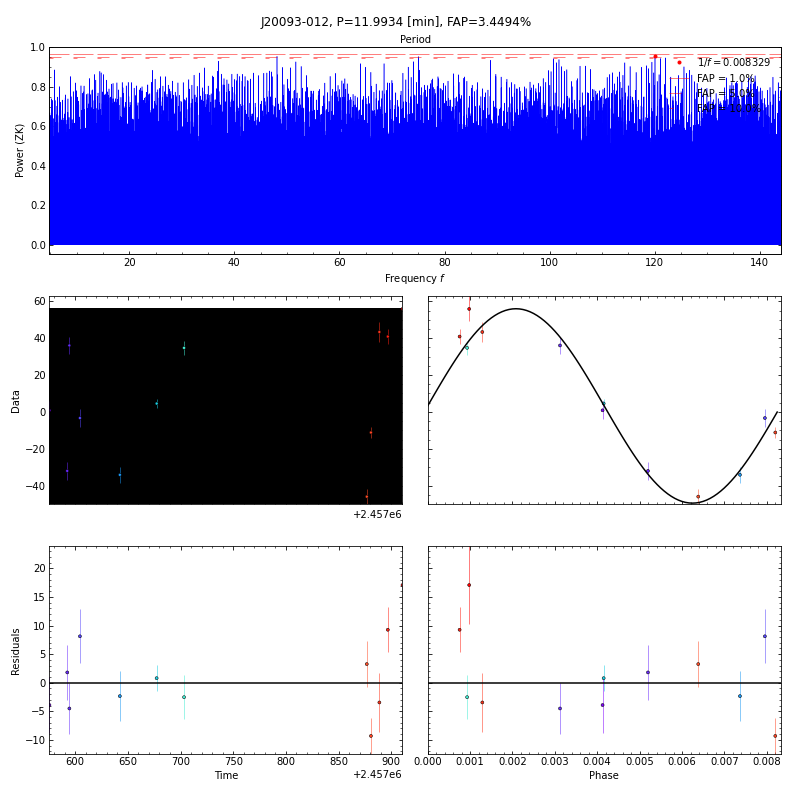 J20093-012, P=11.9934 [min], FAP=3.4494%
Period
1.0
0.8
0.6
0.4
0.2
0.0
Power (ZK)
1/f = 0.008329
FAP = 1.0%
20 40 60 80 100 120 140
Frequency f
60
40
20
0
−20
−40
Data
+2.457e6
20
15
10
5
0
−5
−10
Residuals
600 650 700 750 800 850 900
Time
+2.457e6
0.000 0.001 0.002 0.003 0.004 0.005 0.006 0.007 0.008
Phase